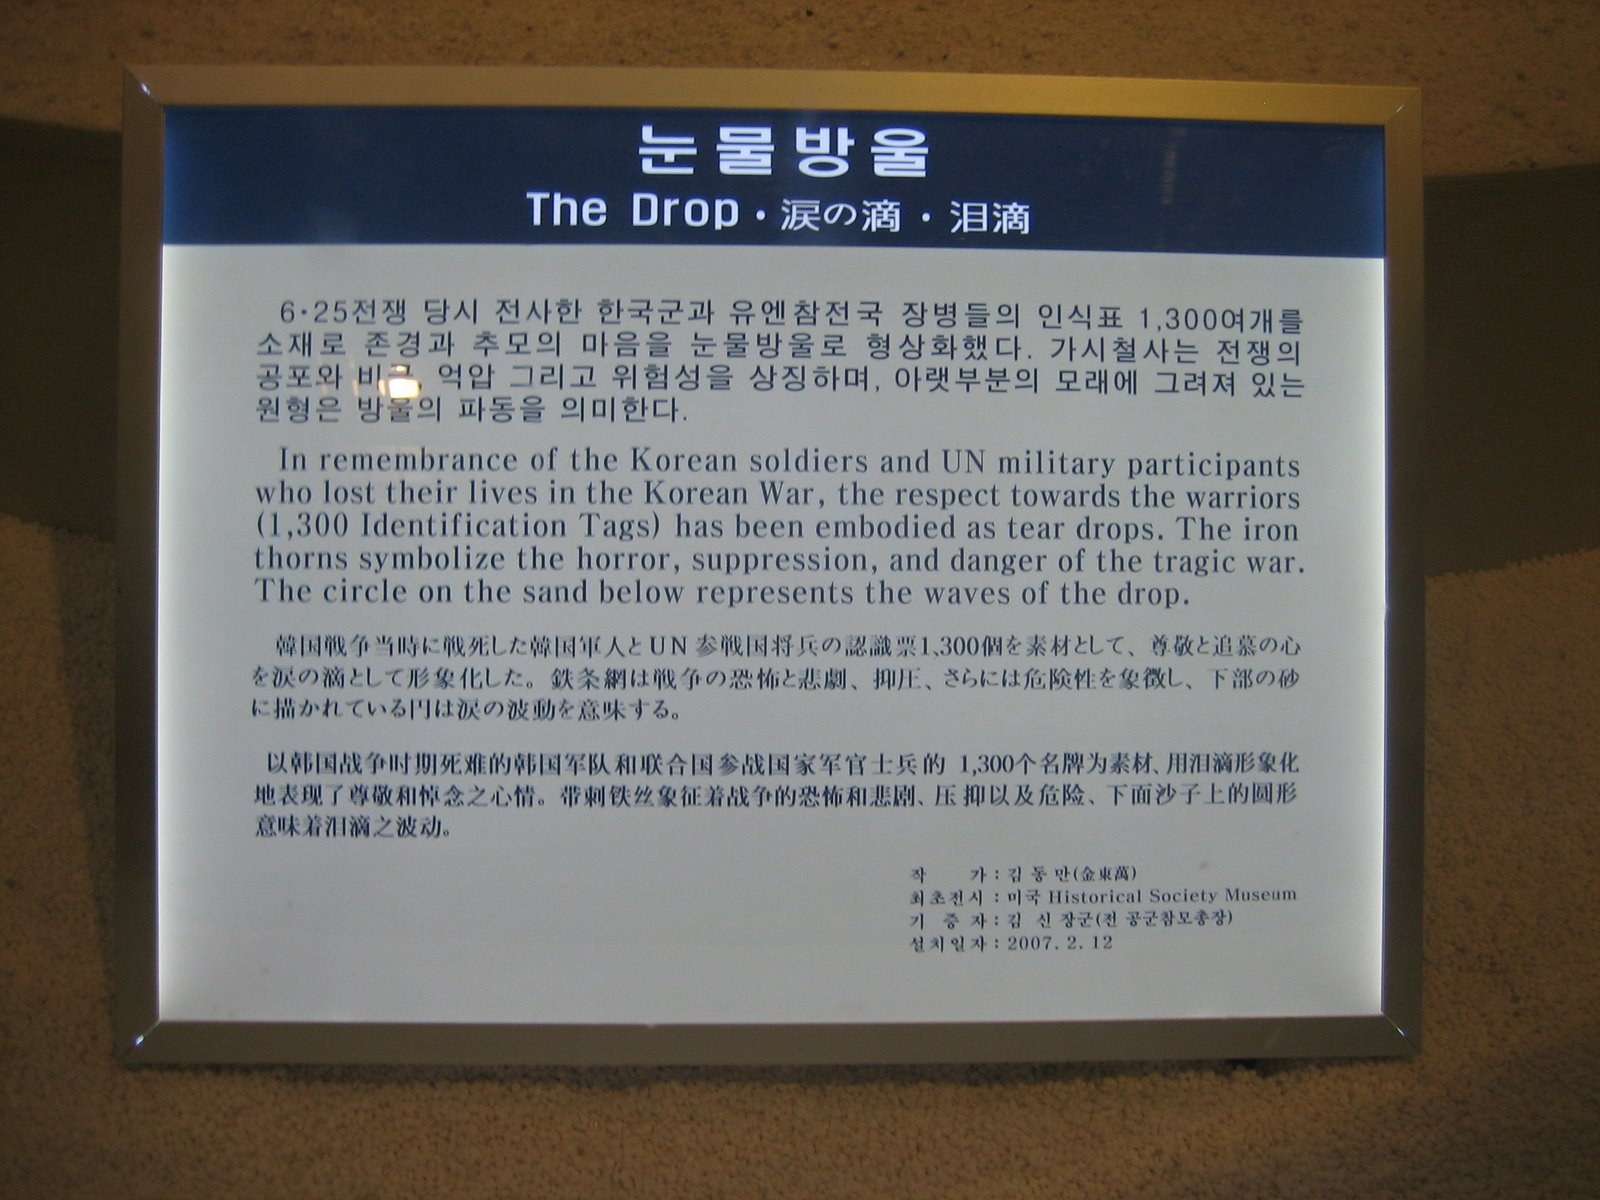 눈물방울
The Drop · 涙の滴 · 泪滴
6·25전쟁 당시 전사한 한국군과 유엔참전국 장병들의 인식표 1,300여개를
소재로 존경과 추모의 마음을 눈물방울로 형상화했다. 가시철사는 전쟁의
공포와 억압 그리고 위험성을 상징하며, 아랫부분의 모래에 그려져 있는
원형은 방울의 파동을 의미한다.
In remembrance of the Korean soldiers and UN military participants
who lost their lives in the Korean War, the respect towards the warriors
(1,300 Identification Tags) has been embodied as tear drops. The iron
thorns symbolize the horror, suppression, and danger of the tragic war.
The circle on the sand below represents the waves of the drop.
韓国戦争当時に戦死した韓国軍人とUN 参戦国将兵の認識票1,300個を素材として、尊敬と追慕の心
を涙の滴として形象化した。鉄条網は戦争の恐怖と悲劇、抑圧、さらには危険性を象徴し、下部の砂
に描かれている円は涙の波動を意味する。
以韩国战争时期死难的韩国军队和联合国参战国家军官士兵的 1,300个名牌为素材、用泪滴形象化
地表现了尊敬和悼念之心情。带刺铁丝象征着战争的恐怖和悲剧、压抑以及危险、下面沙子上的圆形
意味着泪滴之波动。
작 가 : 김 동 만(金東萬)
최초전시 : 미국 Historical Society Museum
기 증 자 : 김 신 장군(전 공군참모총장)
설치일자 : 2007. 2. 12